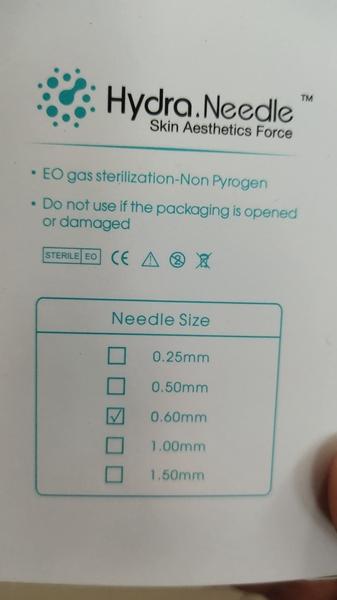 Hydra.Needle™
Skin Aesthetics Force
• EO gas sterilization-Non Pyrogen
• Do not use if the packaging is opened
or damaged
STERILE EO CE
Needle Size
0.25mm
0.50mm
0.60mm
1.00mm
1.50mm